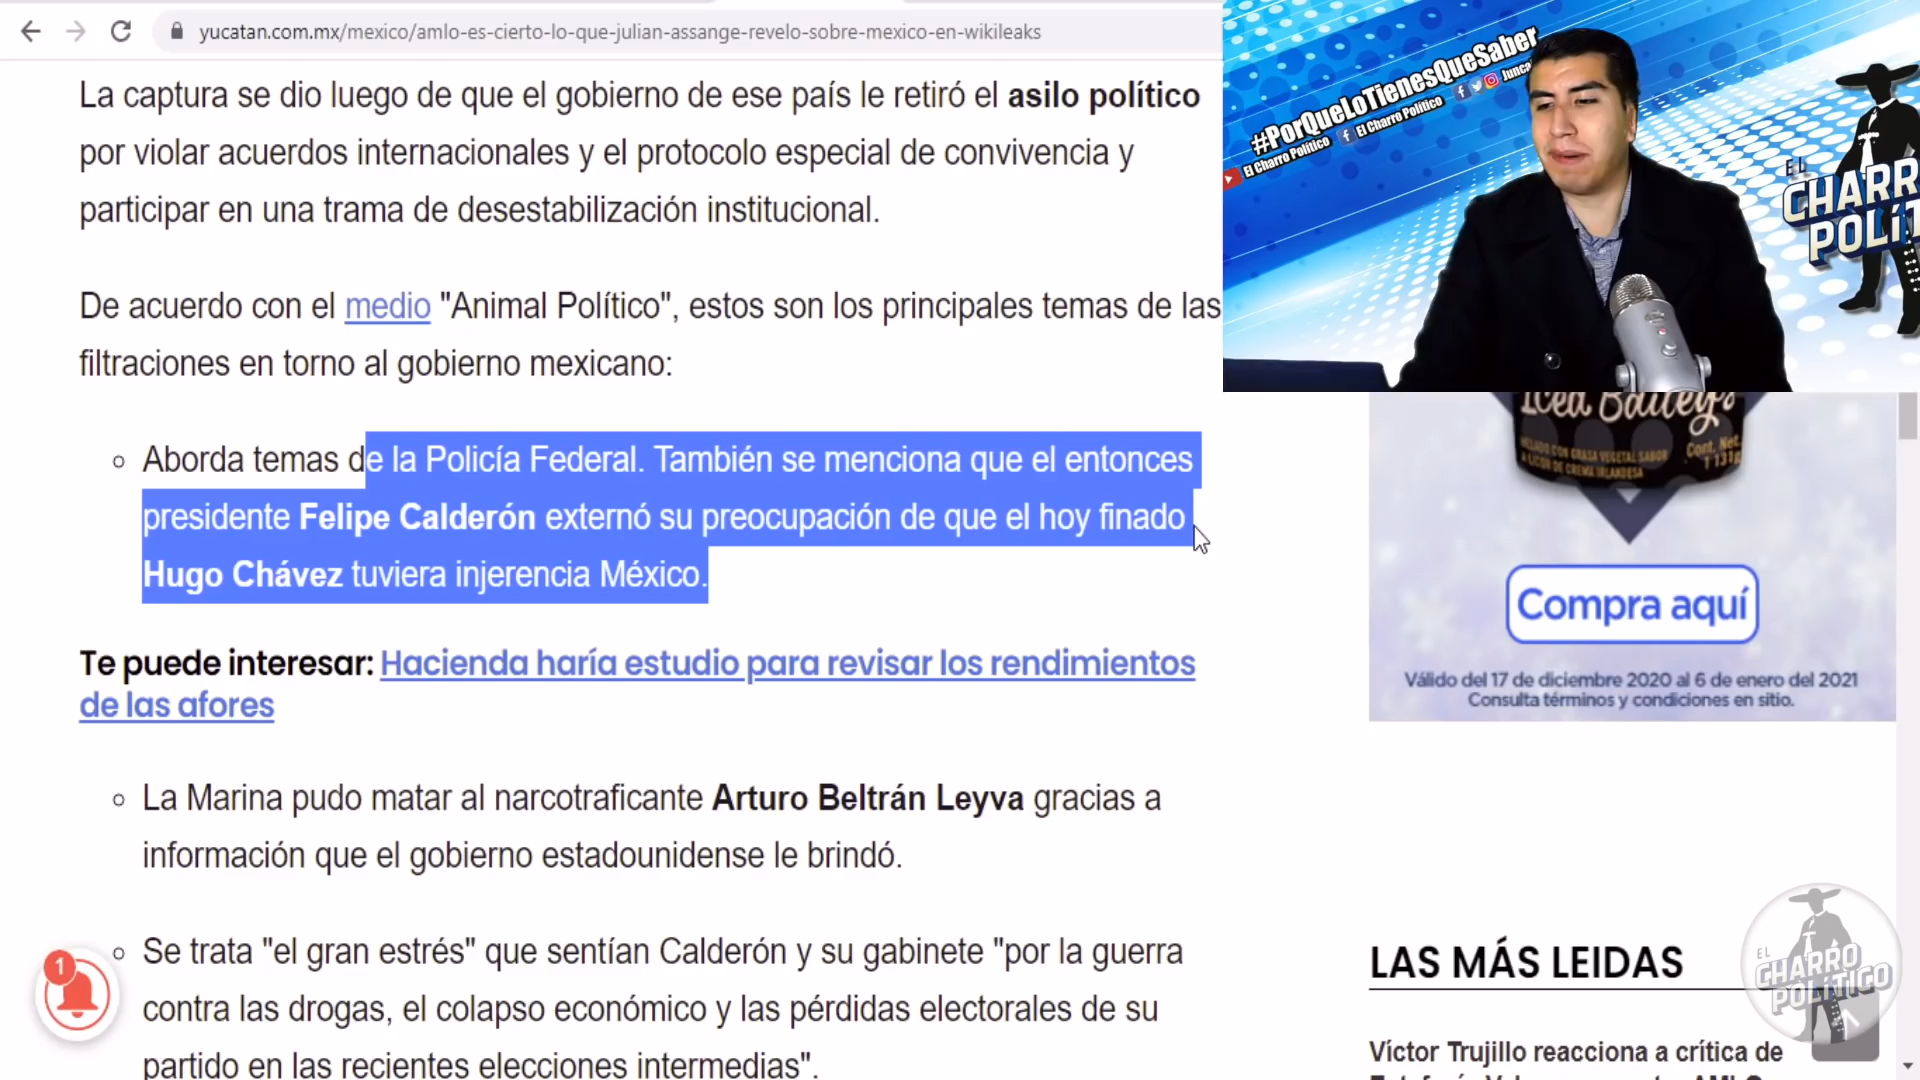 yucatan.com.mx/mexico/amlo-es-cierto-lo-que-julian-assange-revelo-sobre-mexico-en-wikileaks
La captura se dio luego de que el gobierno de ese país le retiró el asilo político
por violar acuerdos internacionales y el protocolo especial de convivencia y
participar en una trama de desestabilización institucional.
De acuerdo con el medio "Animal Político", estos son los principales temas de las
filtraciones en torno al gobierno mexicano:
Aborda temas de la Policía Federal. También se menciona que el entonces
presidente Felipe Calderón externó su preocupación de que el hoy finado
Hugo Chávez tuviera injerencia México.
Te puede interesar: Hacienda haría estudio para revisar los rendimientos
de las afores
La Marina pudo matar al narcotraficante Arturo Beltrán Leyva gracias a
información que el gobierno estadounidense le brindó.
Se trata "el gran estrés" que sentían Calderón y su gabinete "por la guerra
contra las drogas, el colapso económico y las pérdidas electorales de su
partido en las recientes elecciones intermedias".
1
#PorQueLoTienesQueSaber
El Charro Político
El Charro Político
EL
CHARR
POLÍT
Iced Baileys
Compra aquí
Válido del 17 de diciembre 2020 al 6 de enero del 2021
Consulta términos y condiciones en sitio.
LAS MÁS LEIDAS
Víctor Trujillo reacciona a crítica de
EL
CHARRO
POLÍTICO